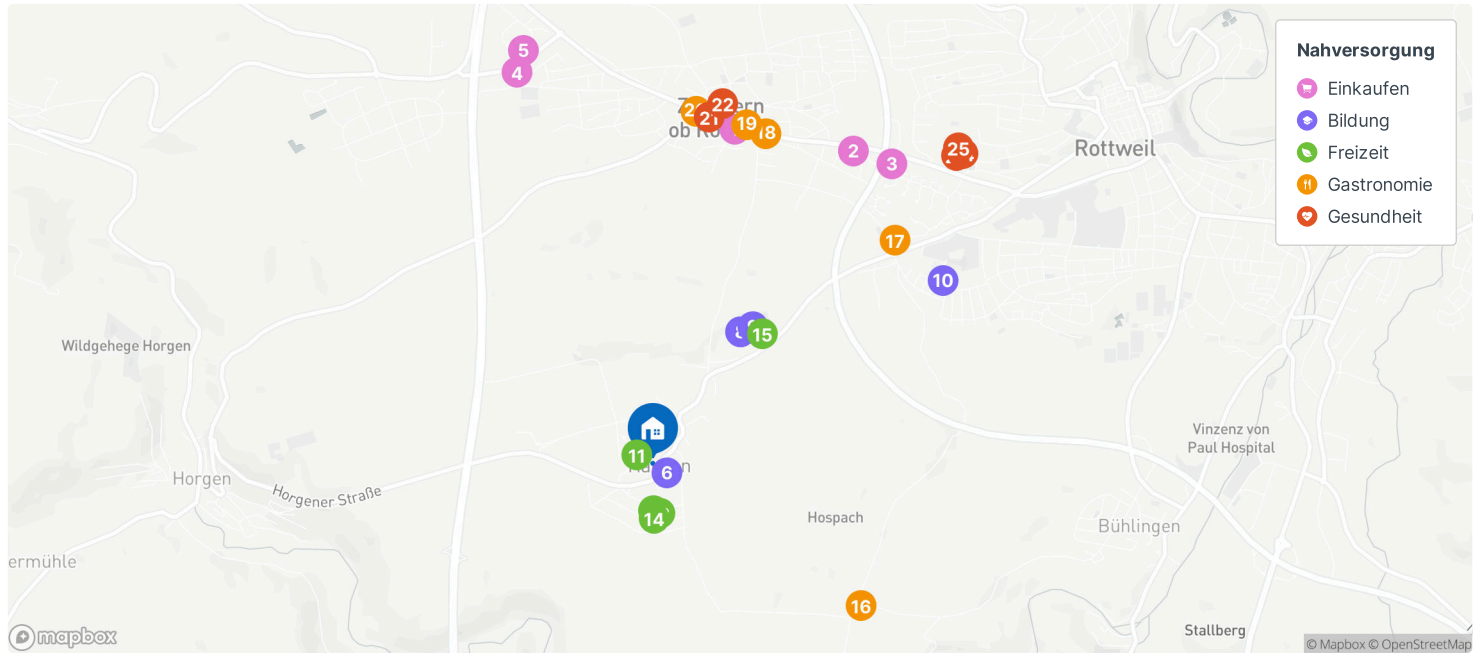 Nahversorgung
Einkaufen
Bildung
Freizeit
Gastronomie
Gesundheit
5
4
22
21
19
18
2
3
25
Rottweil
17
10
15
Wildgehege Horgen
11
6
14
Horgen
Horgener Straße
Hospach
Vinzenz von
Paul Hospital
Bühlingen
ermühle
16
Stallberg
mapbox
© Mapbox © OpenStreetMap